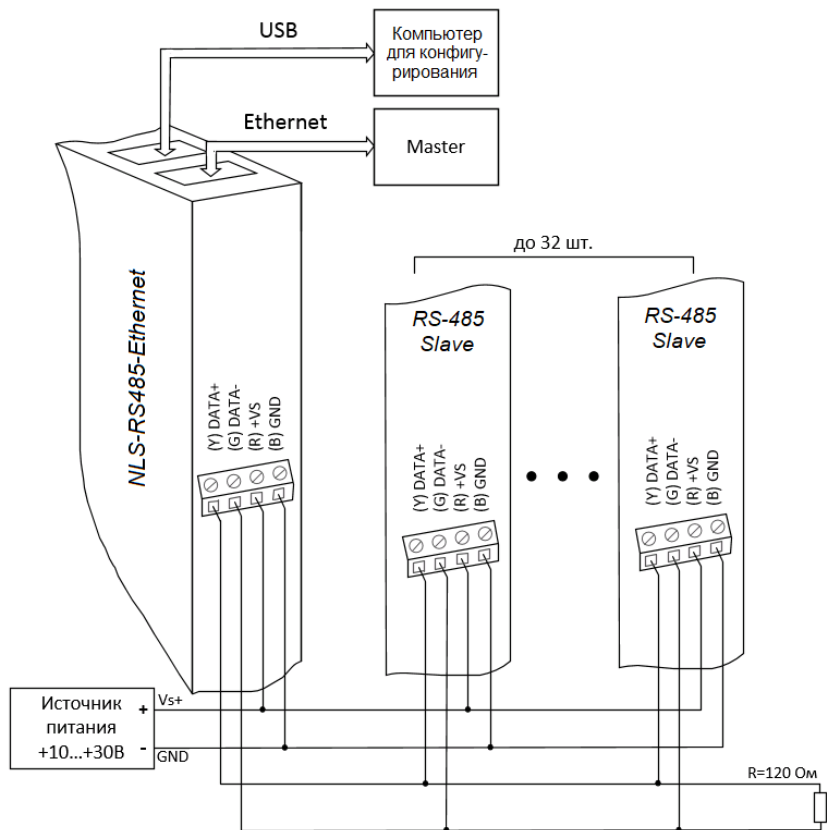 USB
Компьютер
для конфигу-
рирования
Ethernet
Master
NLS-RS485-Ethernet
до 32 шт.
RS-485
Slave
RS-485
Slave
(Y) DATA+
(G) DATA-
(R) +VS
(B) GND
(Y) DATA+
(G) DATA-
(R) +VS
(B) GND
(Y) DATA+
(G) DATA-
(R) +VS
(B) GND
Источник
питания
+10...+30В
+
-
Vs+
GND
R=120 Ом